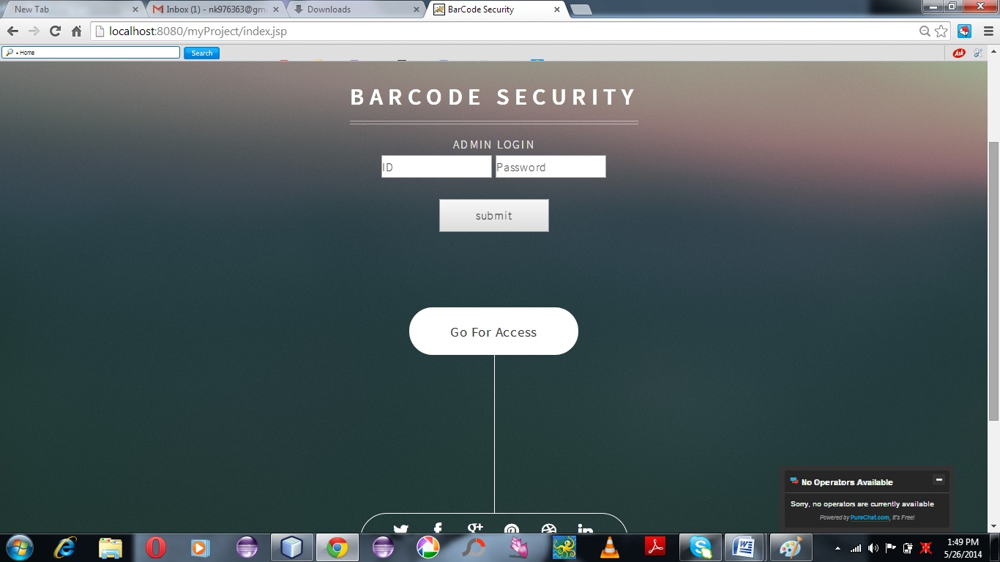 New Tab
Inbox (1) - nk976363@gma
Downloads
BarCode Security
localhost:8080/myProject/index.jsp
Home
Search
Ask
BARCODE SECURITY
ADMIN LOGIN
ID
Password
submit
Go For Access
No Operators Available
Sorry, no operators are currently available
Powered by PureChat.com, It's Free!
1:49 PM
5/26/2014